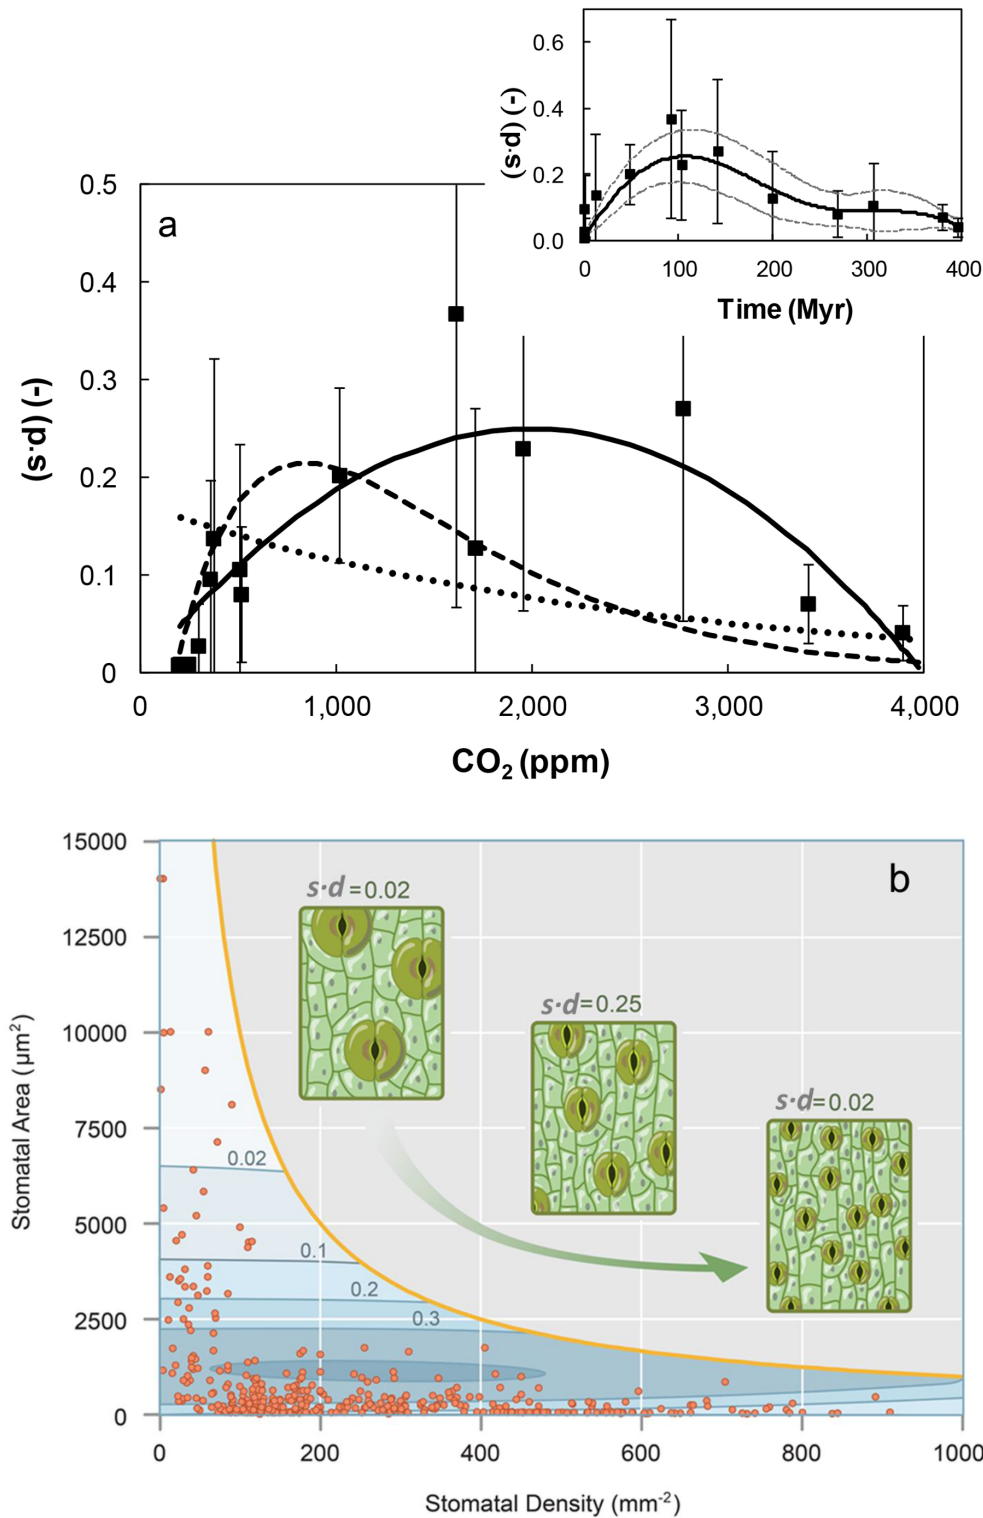 0.6
0.4
0.2
0.0
(s·d) (-)
0 100 200 300 400
Time (Myr)
a
0.5
0.4
0.3
0.2
0.1
0
(s·d) (-)
0 1,000 2,000 3,000 4,000
CO₂ (ppm)
b
15000
12500
10000
7500
5000
2500
0
Stomatal Area (µm²)
s·d = 0.02
s·d=0.25
s·d=0.02
0.02
0.1
0.2
0.3
0 200 400 600 800 1000
Stomatal Density (mm⁻²)